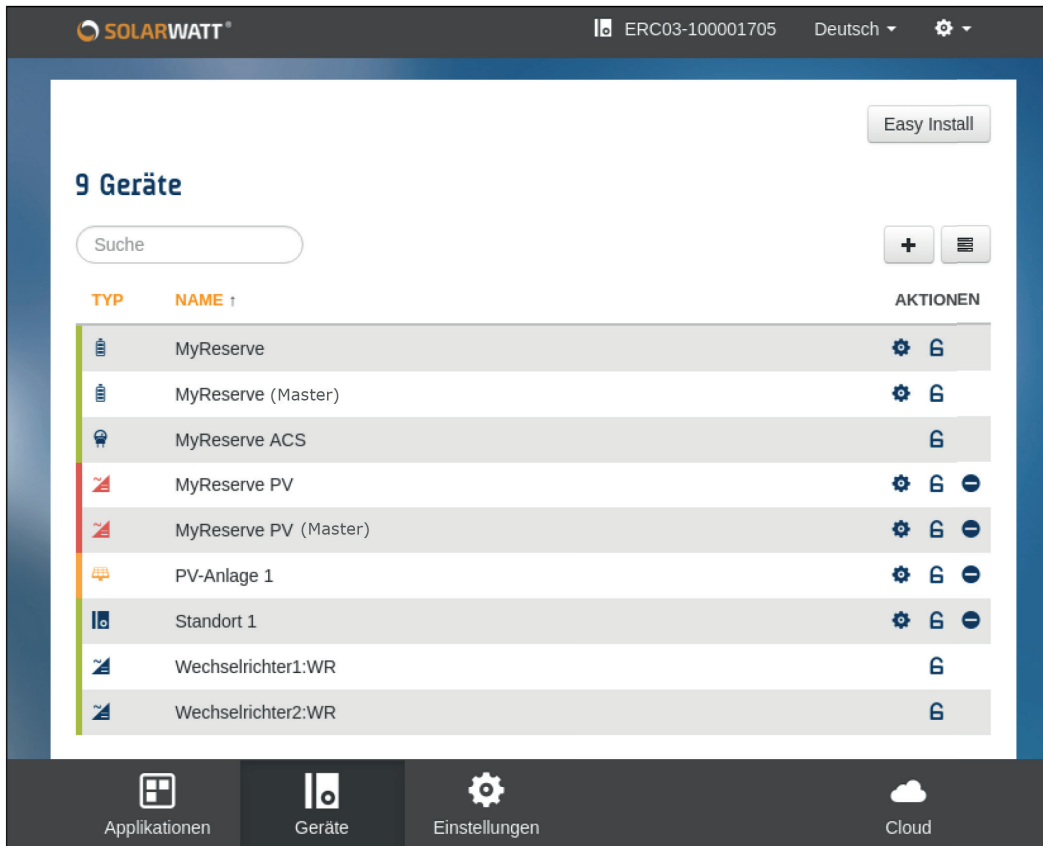 SOLARWATT® ERC03-100001705 Deutsch
Easy Install
9 Geräte
Suche
TYP NAME ↑ AKTIONEN
MyReserve
MyReserve (Master)
MyReserve ACS
MyReserve PV
MyReserve PV (Master)
PV-Anlage 1
Standort 1
Wechselrichter1:WR
Wechselrichter2:WR
Applikationen Geräte Einstellungen Cloud